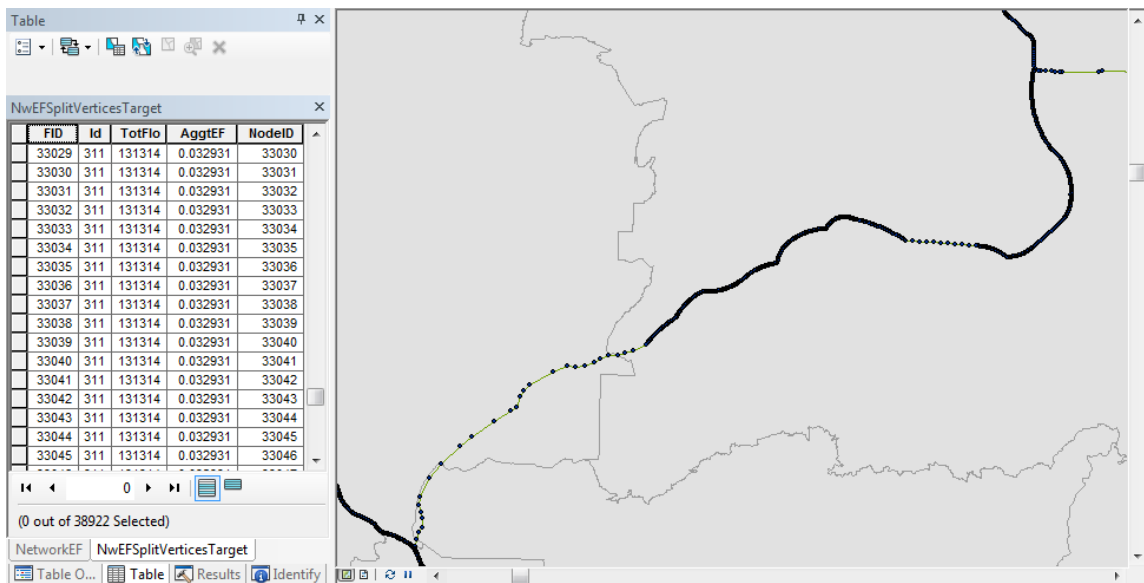 Table
NwEFSplitVerticesTarget
FID Id TotFlo AggtEF NodeID
33029 311 131314 0.032931 33030
33030 311 131314 0.032931 33031
33031 311 131314 0.032931 33032
33032 311 131314 0.032931 33033
33033 311 131314 0.032931 33034
33034 311 131314 0.032931 33035
33035 311 131314 0.032931 33036
33036 311 131314 0.032931 33037
33037 311 131314 0.032931 33038
33038 311 131314 0.032931 33039
33039 311 131314 0.032931 33040
33040 311 131314 0.032931 33041
33041 311 131314 0.032931 33042
33042 311 131314 0.032931 33043
33043 311 131314 0.032931 33044
33044 311 131314 0.032931 33045
33045 311 131314 0.032931 33046
0
(0 out of 38922 Selected)
NetworkEF NwEFSplitVerticesTarget
Table O... Table Results Identify